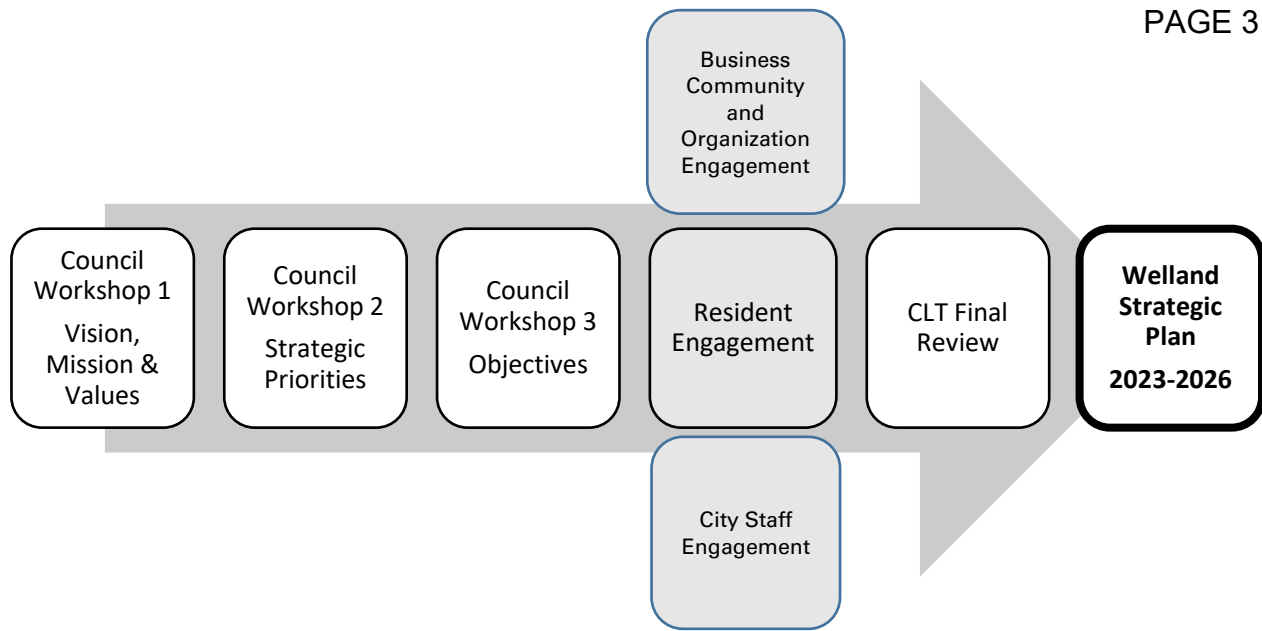 PAGE 3
Business
Community
and
Organization
Engagement
Council
Workshop 1
Vision,
Mission &
Values
Council
Workshop 2
Strategic
Priorities
Council
Workshop 3
Objectives
Resident
Engagement
CLT Final
Review
Welland
Strategic
Plan
2023-2026
City Staff
Engagement